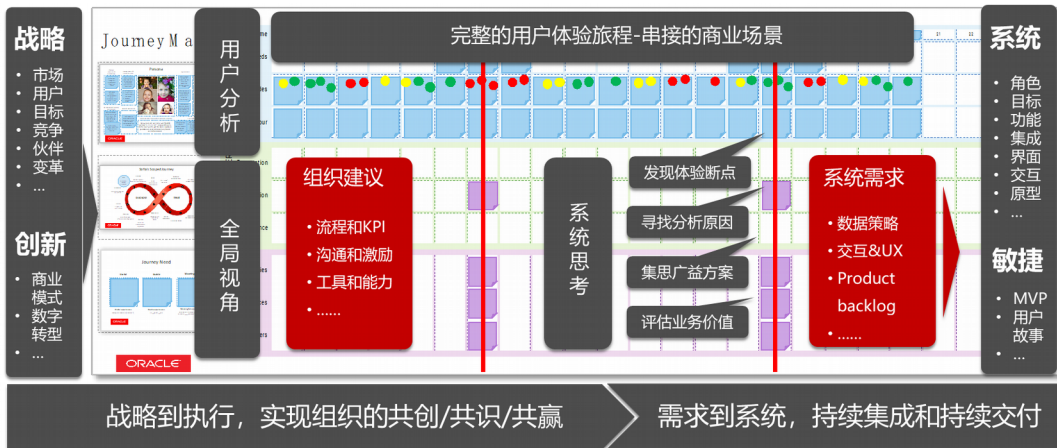 战略
• 市场
• 用户
• 目标
• 竞争
• 伙伴
• 变革
• ...
创新
• 商业
模式
• 数字
转型
• ...
Journey Ma
ORACLE
用户分析
全局视角
完整的用户体验旅程-串接的商业场景
31
组织建议
• 流程和KPI
• 沟通和激励
• 工具和能力
• ......
系统思考
发现体验断点
寻找分析原因
集思广益方案
评估业务价值
系统需求
• 数据策略
• 交互&UX
• Product
backlog
• ......
系统
• 角色
• 目标
• 功能
• 集成
• 界面
• 交互
• 原型
• ...
敏捷
• MVP
• 用户
故事
• ...
战略到执行，实现组织的共创/共识/共赢
需求到系统，持续集成和持续交付